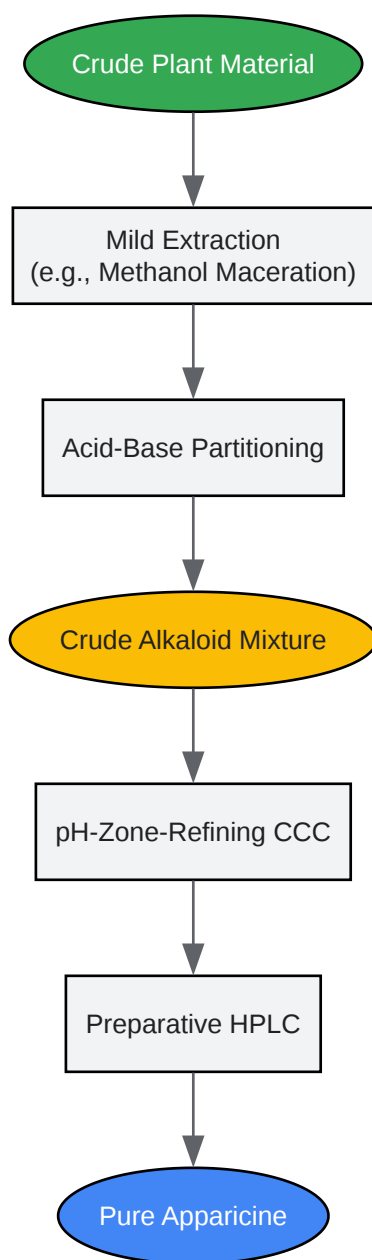 Crude Plant Material
Mild Extraction
(e.g., Methanol Maceration)
Acid-Base Partitioning
Crude Alkaloid Mixture
pH-Zone-Refining CCC
Preparative HPLC
Pure Apparicine